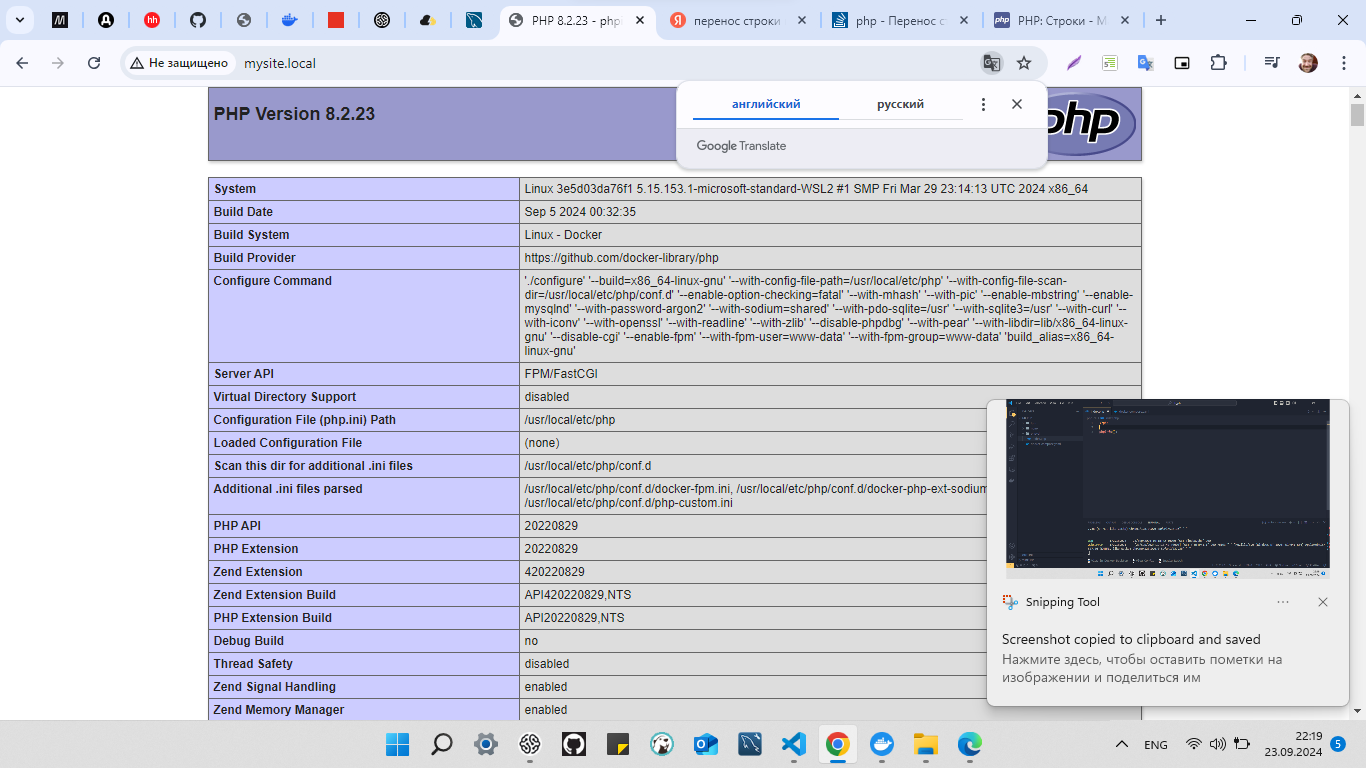 PHP 8.2.23 - php
перенос строки
php - Перенос ст
PHP: Строки - M
Не защищено
mysite.local
английский
русский
Google Translate
PHP Version 8.2.23
php
System Linux 3e5d03da76f1 5.15.153.1-microsoft-standard-WSL2 #1 SMP Fri Mar 29 23:14:13 UTC 2024 x86_64
Build Date Sep 5 2024 00:32:35
Build System Linux - Docker
Build Provider https://github.com/docker-library/php
Configure Command './configure' '--build=x86_64-linux-gnu' '--with-config-file-path=/usr/local/etc/php' '--with-config-file-scan-
dir=/usr/local/etc/php/conf.d' '--enable-option-checking=fatal' '--with-mhash' '--with-pic' '--enable-mbstring' '--enable-
mysqlnd' '--with-password-argon2' '--with-sodium=shared' '--with-pdo-sqlite=/usr' '--with-sqlite3=/usr' '--with-curl' '--
with-iconv' '--with-openssl' '--with-readline' '--with-zlib' '--disable-phpdbg' '--with-pear' '--with-libdir=lib/x86_64-linux-
gnu' '--disable-cgi' '--enable-fpm' '--with-fpm-user=www-data' '--with-fpm-group=www-data' 'build_alias=x86_64-
linux-gnu'
Server API FPM/FastCGI
Virtual Directory Support disabled
Configuration File (php.ini) Path /usr/local/etc/php
Loaded Configuration File (none)
Scan this dir for additional .ini files /usr/local/etc/php/conf.d
Additional .ini files parsed /usr/local/etc/php/conf.d/docker-fpm.ini, /usr/local/etc/php/conf.d/docker-php-ext-sodium
/usr/local/etc/php/conf.d/php-custom.ini
PHP API 20220829
PHP Extension 20220829
Zend Extension 420220829
Zend Extension Build API420220829,NTS
PHP Extension Build API20220829,NTS
Debug Build no
Thread Safety disabled
Zend Signal Handling enabled
Zend Memory Manager enabled
Snipping Tool
Screenshot copied to clipboard and saved
Нажмите здесь, чтобы оставить пометки на
изображении и поделиться им
ENG
22:19
23.09.2024
5